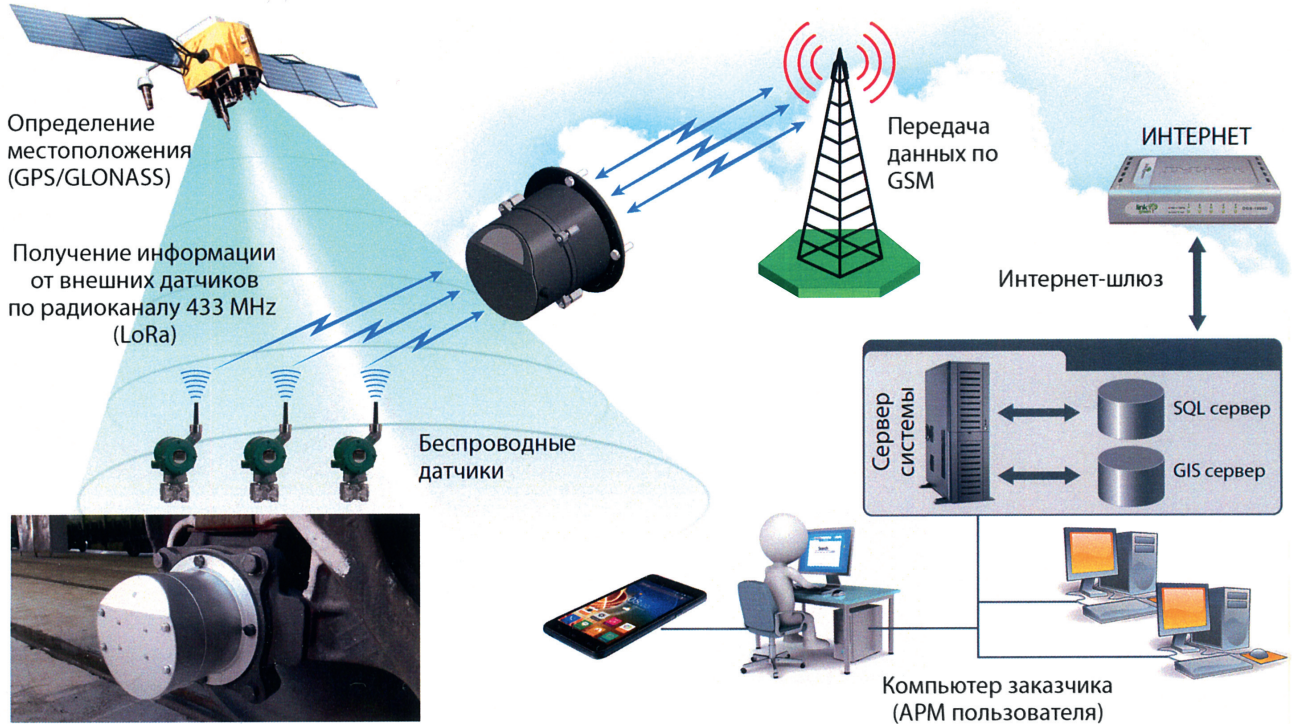 Определение
местоположения
(GPS/GLONASS)
Получение информации
от внешних датчиков
по радиоканалу 433 MHz
(LoRa)
Беспроводные
датчики
Передача
данных по
GSM
ИНТЕРНЕТ
Интернет-шлюз
Сервер
системы
SQL сервер
GIS сервер
Компьютер заказчика
(АРМ пользователя)